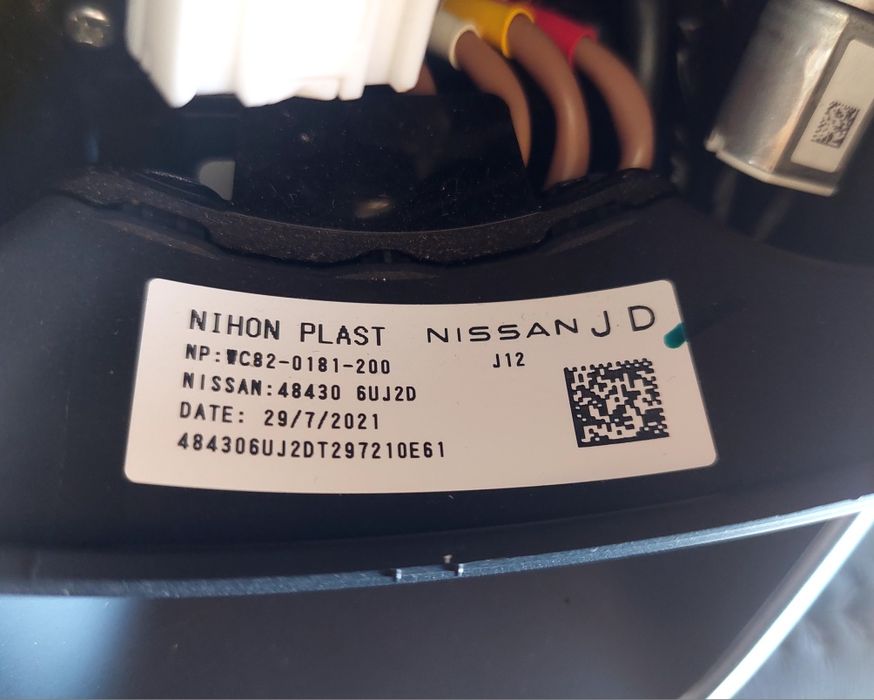 NIHON PLAST NISSAN J D
NP:WC82-0181-200 J12
NISSAN:48430 6UJ2D
DATE: 29/7/2021
484306UJ2DT297210E61